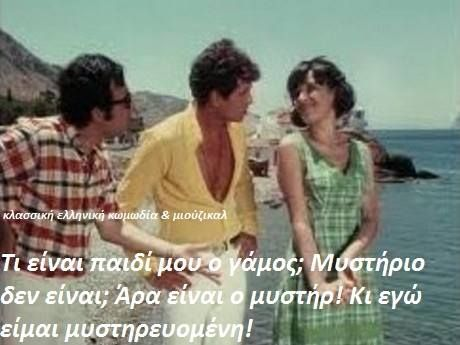 κλασσική ελληνική κωμωδία & μιούζικαλ
Τι είναι παιδί μου ο γάμος; Μυστήριο
δεν είναι; Άρα είναι ο μυστήρ! Κι εγώ
είμαι μυστηρευομένη!